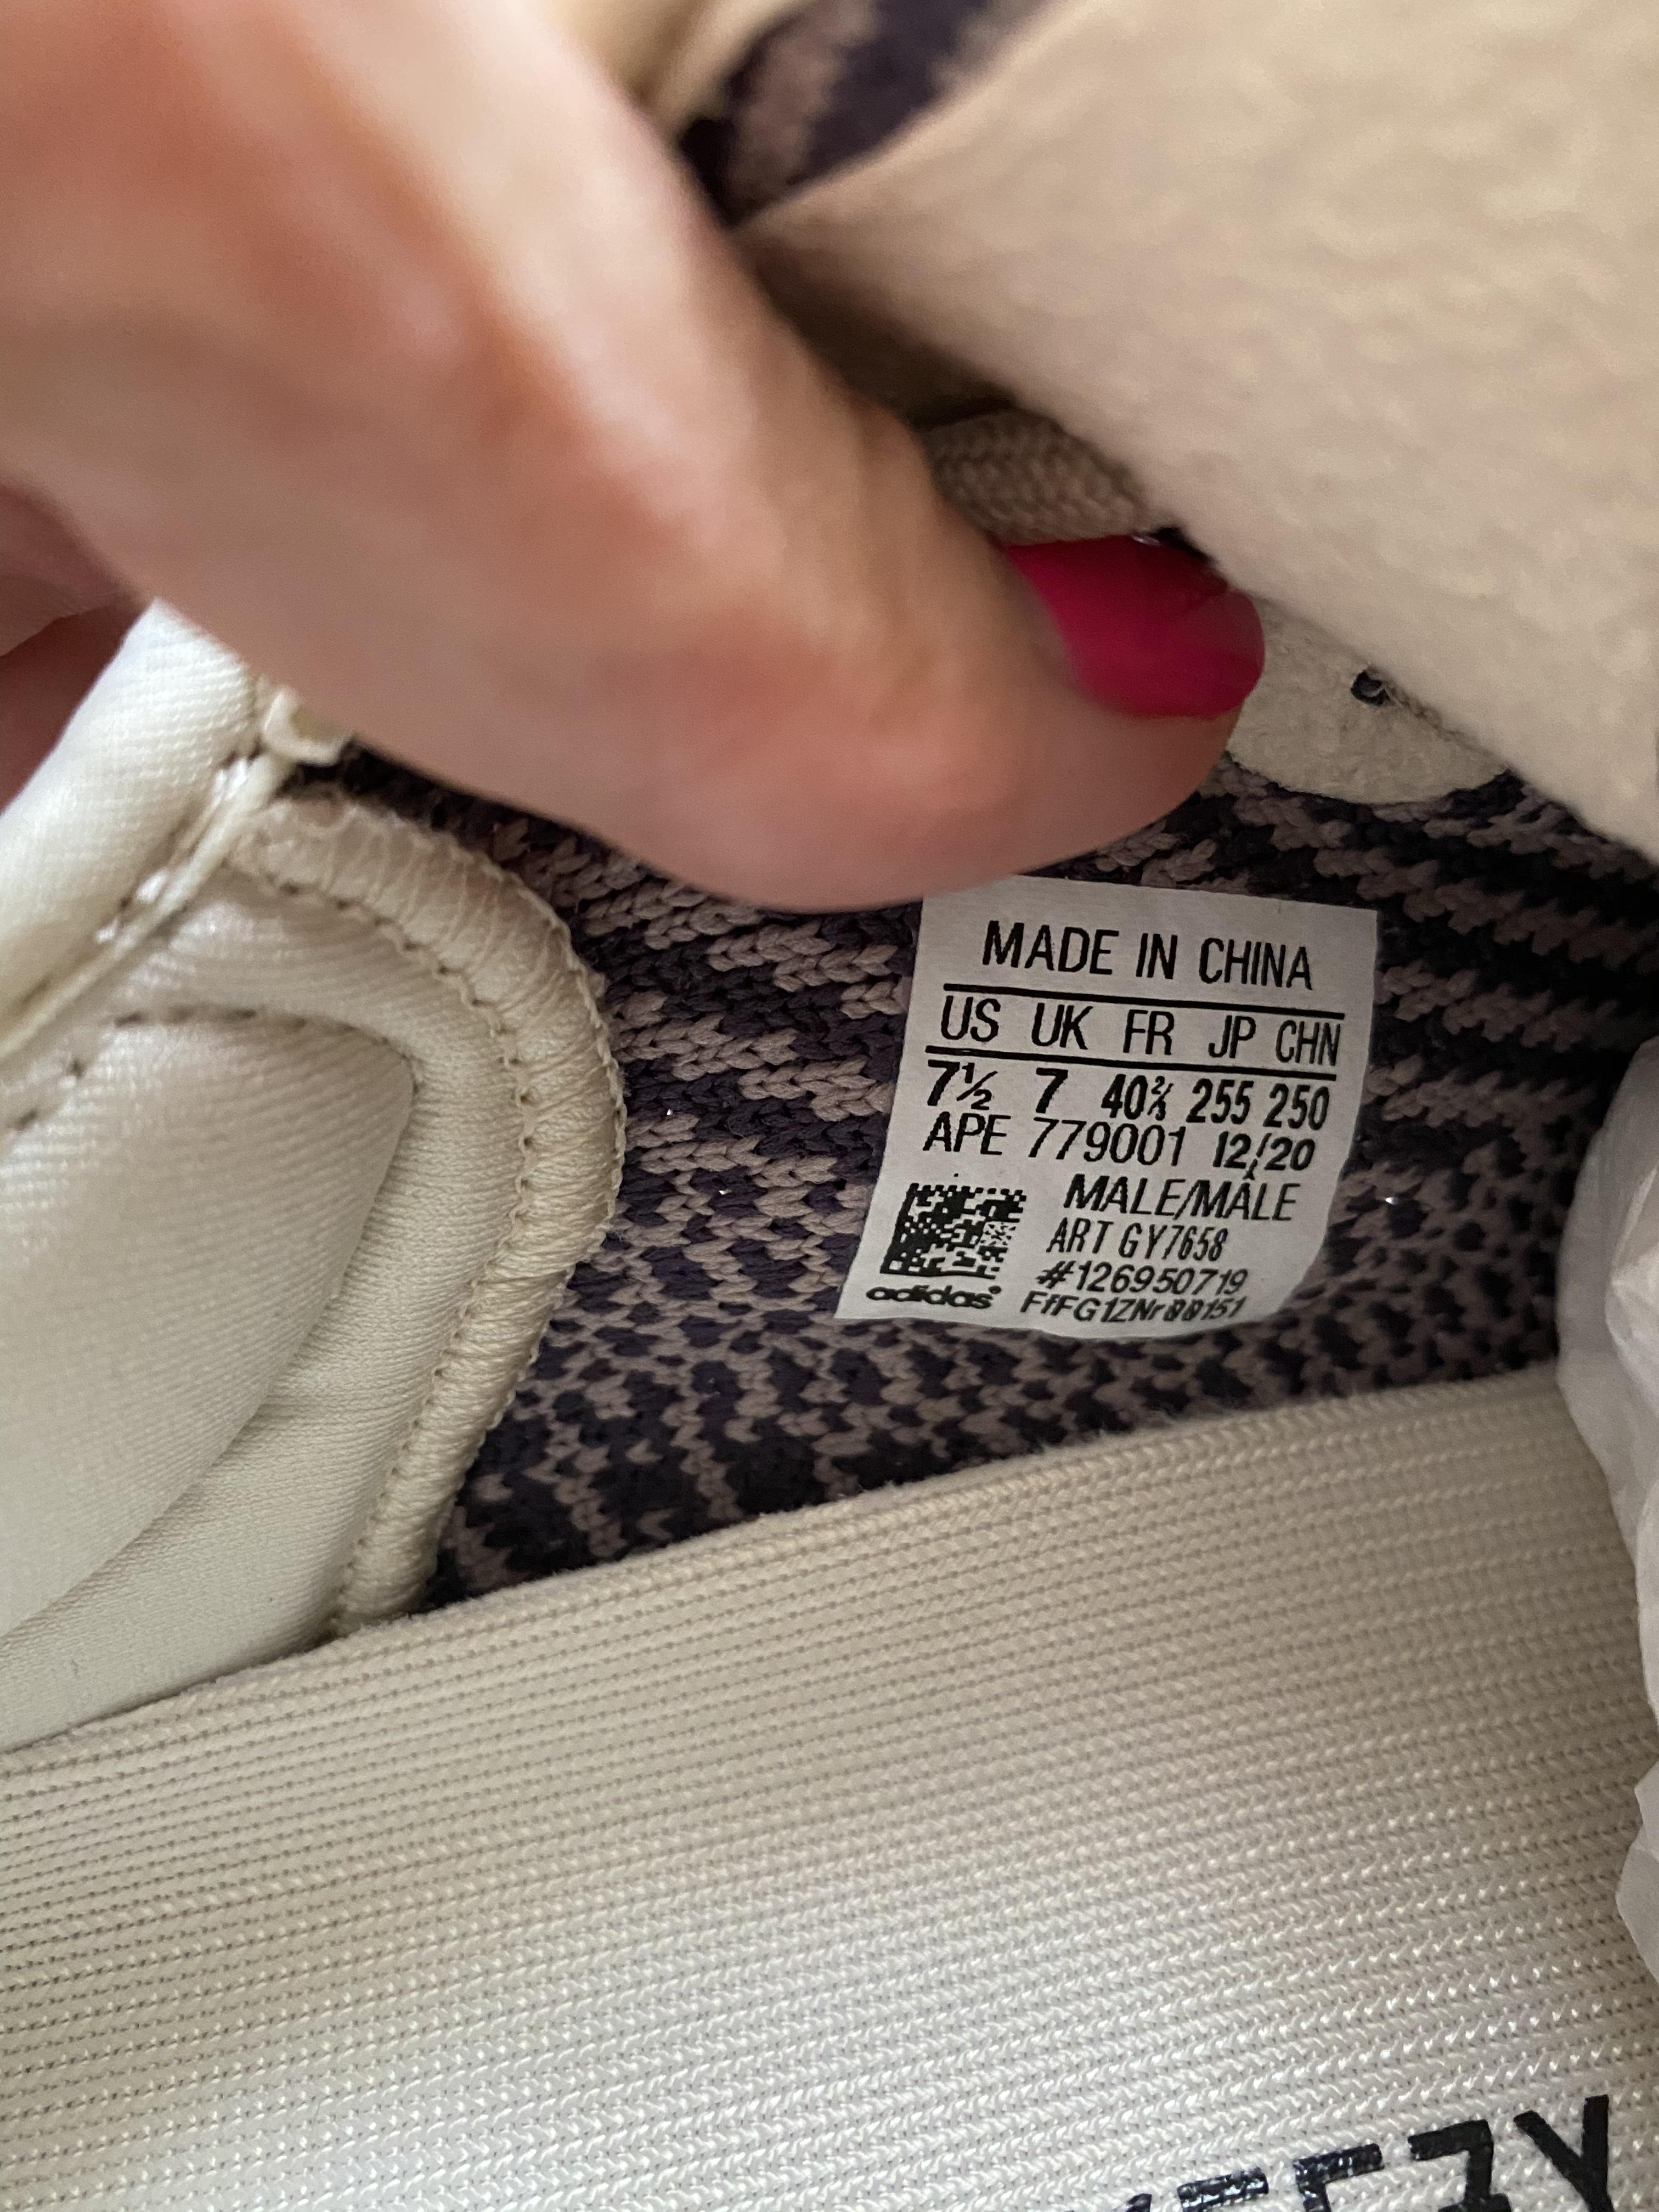 MADE IN CHINA
US UK FR JP CHN
7½ 7 40⅔ 255 250
APE 779001 12/20
MALE/MÂLE
ART GY7658
#126950719
adidas®